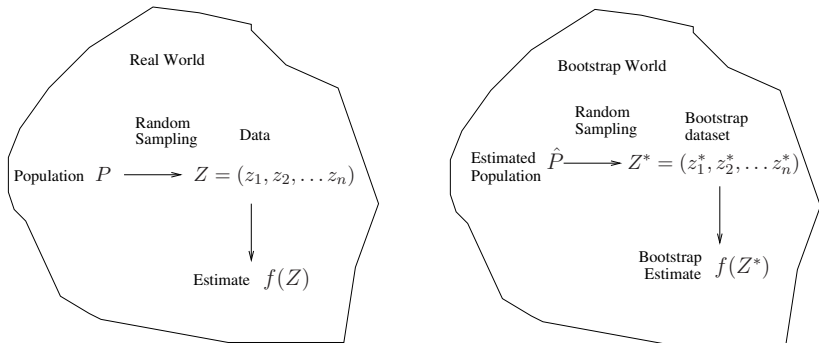 Real World
Random
Sampling
Data
Population P
Z = (z₁, z₂, … zₙ)
Estimate f(Z)
Bootstrap World
Random
Sampling
Bootstrap
dataset
Estimated
Population
P̂
Z* = (z₁*, z₂*, … zₙ*)
Bootstrap
Estimate
f(Z*)